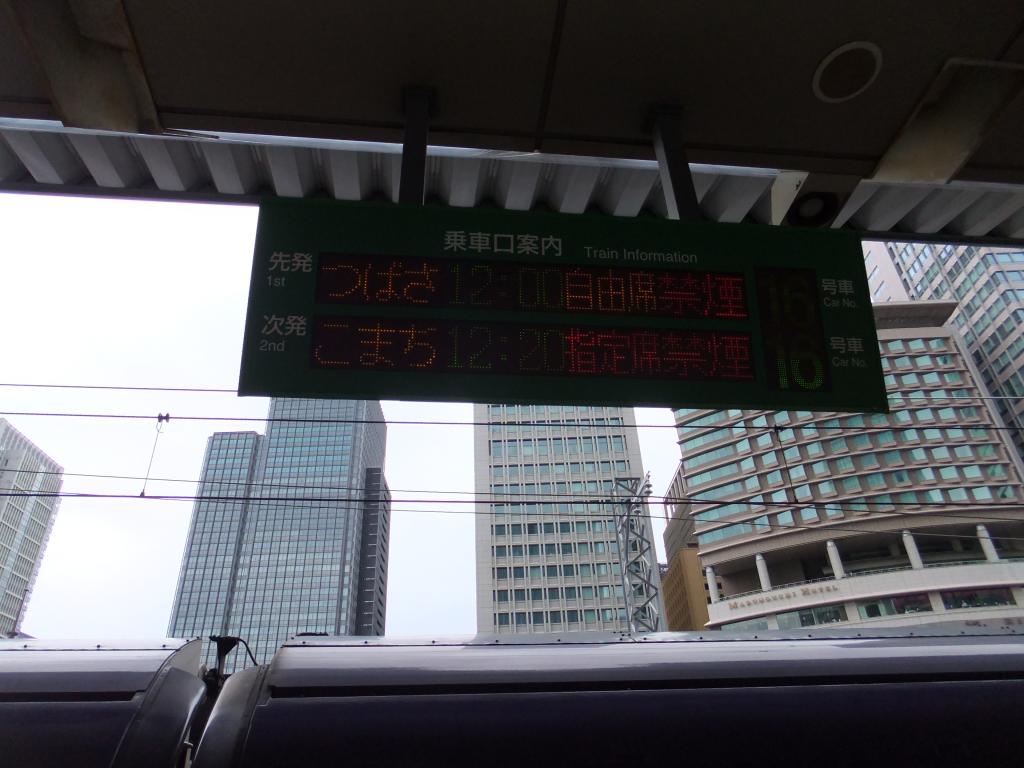 乗車口案内 Train Information
先発 つばさ 12:00 自由席禁煙 16 号車
1st Car No.
次発 こまち 12:20 指定席禁煙 16 号車
2nd Car No.
MARUNOUCHI HOTEL